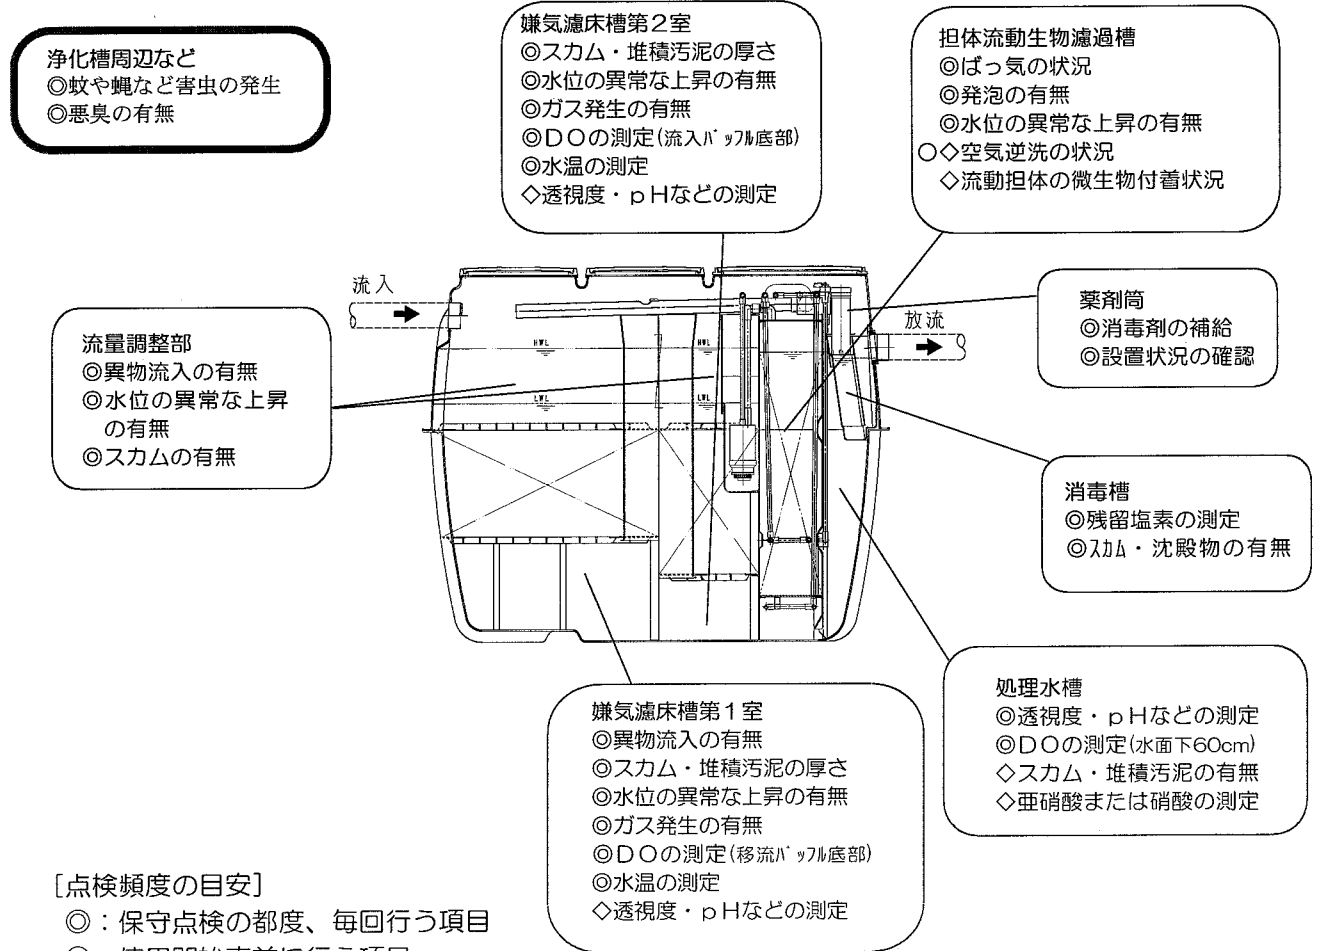 浄化槽周辺など
◎蚊や蝿など害虫の発生
◎悪臭の有無
嫌気濾床槽第２室
◎スカム・堆積汚泥の厚さ
◎水位の異常な上昇の有無
◎ガス発生の有無
◎ＤＯの測定(流入ﾊﾞｯﾌﾙ底部)
◎水温の測定
◇透視度・ｐＨなどの測定
担体流動生物濾過槽
◎ばっ気の状況
◎発泡の有無
◎水位の異常な上昇の有無
○◇空気逆洗の状況
◇流動担体の微生物付着状況
流入
放流
HWL
HWL
LWL
LWL
流量調整部
◎異物流入の有無
◎水位の異常な上昇
の有無
◎スカムの有無
薬剤筒
◎消毒剤の補給
◎設置状況の確認
消毒槽
◎残留塩素の測定
◎ｽｶﾑ・沈殿物の有無
処理水槽
◎透視度・ｐＨなどの測定
◎ＤＯの測定(水面下60cm)
◇スカム・堆積汚泥の有無
◇亜硝酸または硝酸の測定
嫌気濾床槽第１室
◎異物流入の有無
◎スカム・堆積汚泥の厚さ
◎水位の異常な上昇の有無
◎ガス発生の有無
◎ＤＯの測定(移流ﾊﾞｯﾌﾙ底部)
◎水温の測定
◇透視度・ｐＨなどの測定
[点検頻度の目安]
◎：保守点検の都度、毎回行う項目